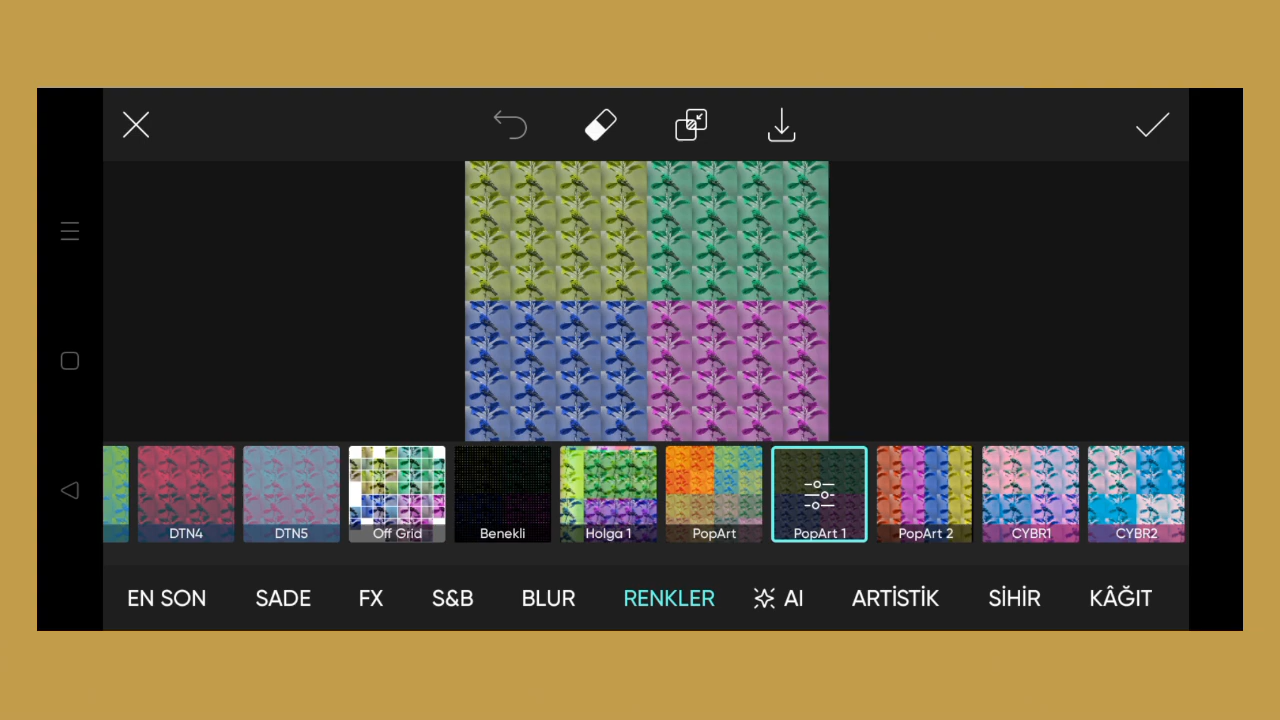 DTN4 DTN5 Off Grid Benekli Holga 1 PopArt PopArt 1 PopArt 2 CYBR1 CYBR2
EN SON SADE FX S&B BLUR RENKLER AI ARTİSTİK SİHİR KÂĞIT